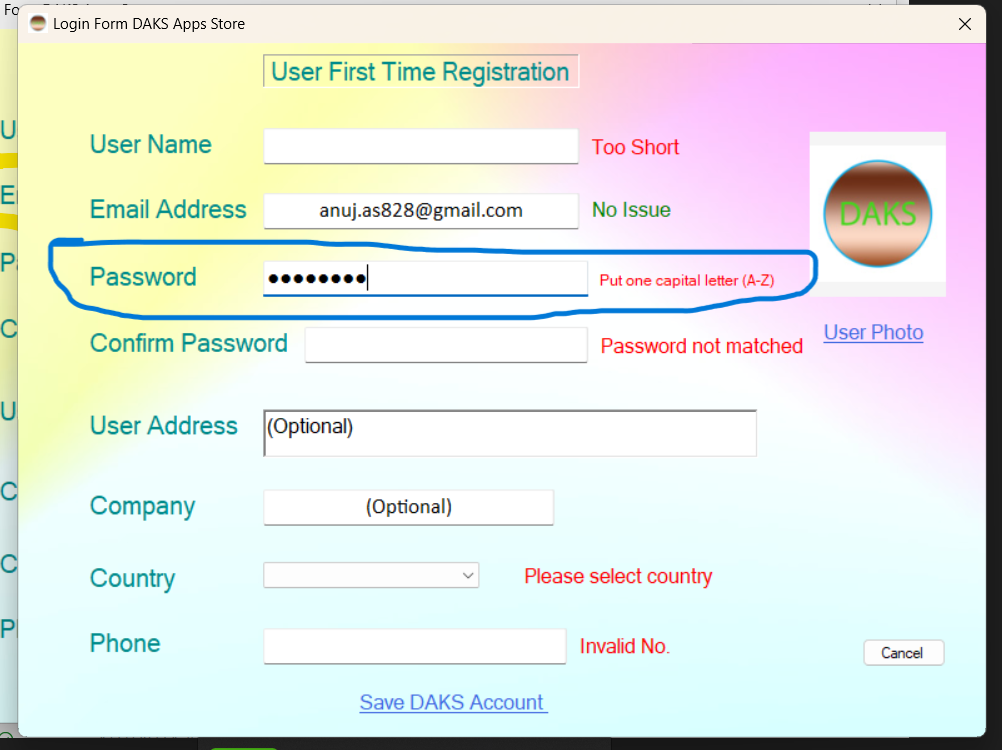 Login Form DAKS Apps Store
User First Time Registration
User Name
Too Short
Email Address
anuj.as828@gmail.com
No Issue
DAKS
Password
●●●●●●●●
Put one capital letter (A-Z)
Confirm Password
Password not matched
User Photo
User Address
(Optional)
Company
(Optional)
Country
Please select country
Phone
Invalid No.
Cancel
Save DAKS Account